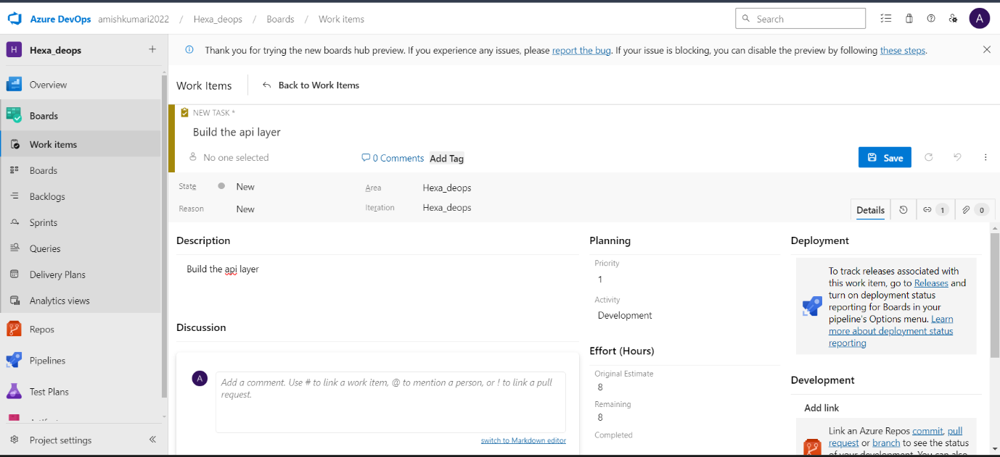 Azure DevOps amishkumari2022 / Hexa_deops / Boards / Work items Search A
H Hexa_deops +
Thank you for trying the new boards hub preview. If you experience any issues, please report the bug. If your issue is blocking, you can disable the preview by following these steps.
Overview
Boards
Work items
Boards
Backlogs
Sprints
Queries
Delivery Plans
Analytics views
Repos
Pipelines
Test Plans
Project settings
Work Items Back to Work Items
NEW TASK *
Build the api layer
No one selected 0 Comments Add Tag Save
State New Area Hexa_deops
Reason New Iteration Hexa_deops
Details 1 0
Description
Build the api layer
Discussion
A
Add a comment. Use # to link a work item, @ to mention a person, or ! to link a pull
request.
switch to Markdown editor
Planning
Priority
1
Activity
Development
Effort (Hours)
Original Estimate
8
Remaining
8
Completed
Deployment
To track releases associated with
this work item, go to Releases and
turn on deployment status
reporting for Boards in your
pipeline's Options menu. Learn
more about deployment status
reporting
Development
Add link
Link an Azure Repos commit, pull
request or branch to see the status
of your development. You can also